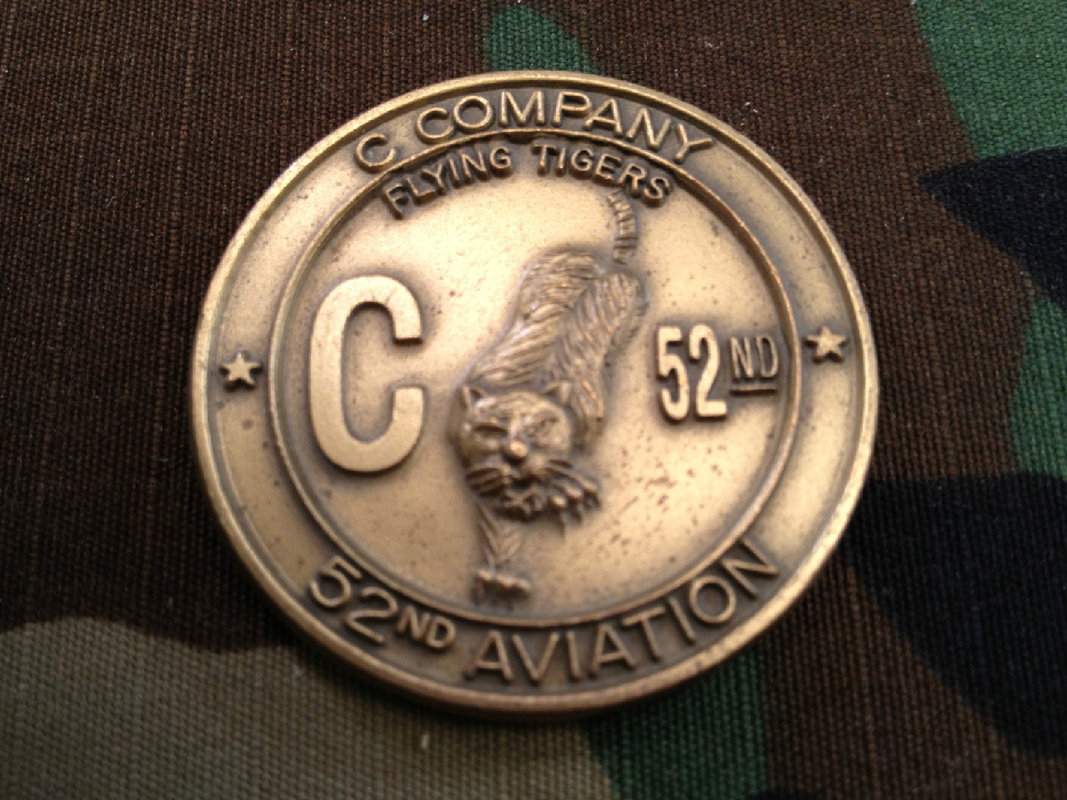 C COMPANY
FLYING TIGERS
C
52ND
52ND AVIATION